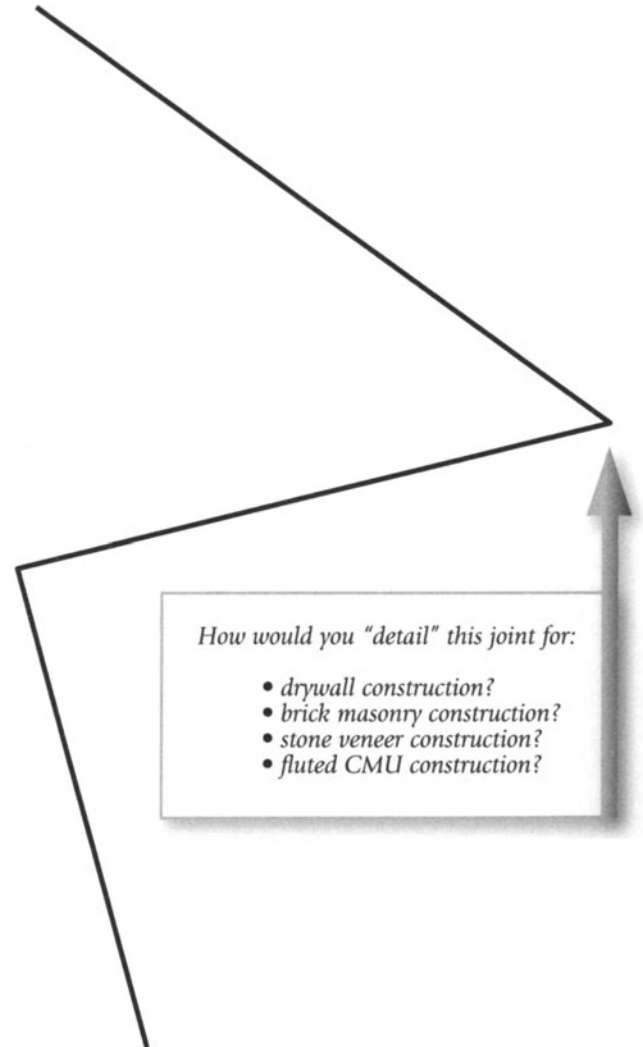 How would you “detail” this joint for:
• drywall construction?
• brick masonry construction?
• stone veneer construction?
• fluted CMU construction?